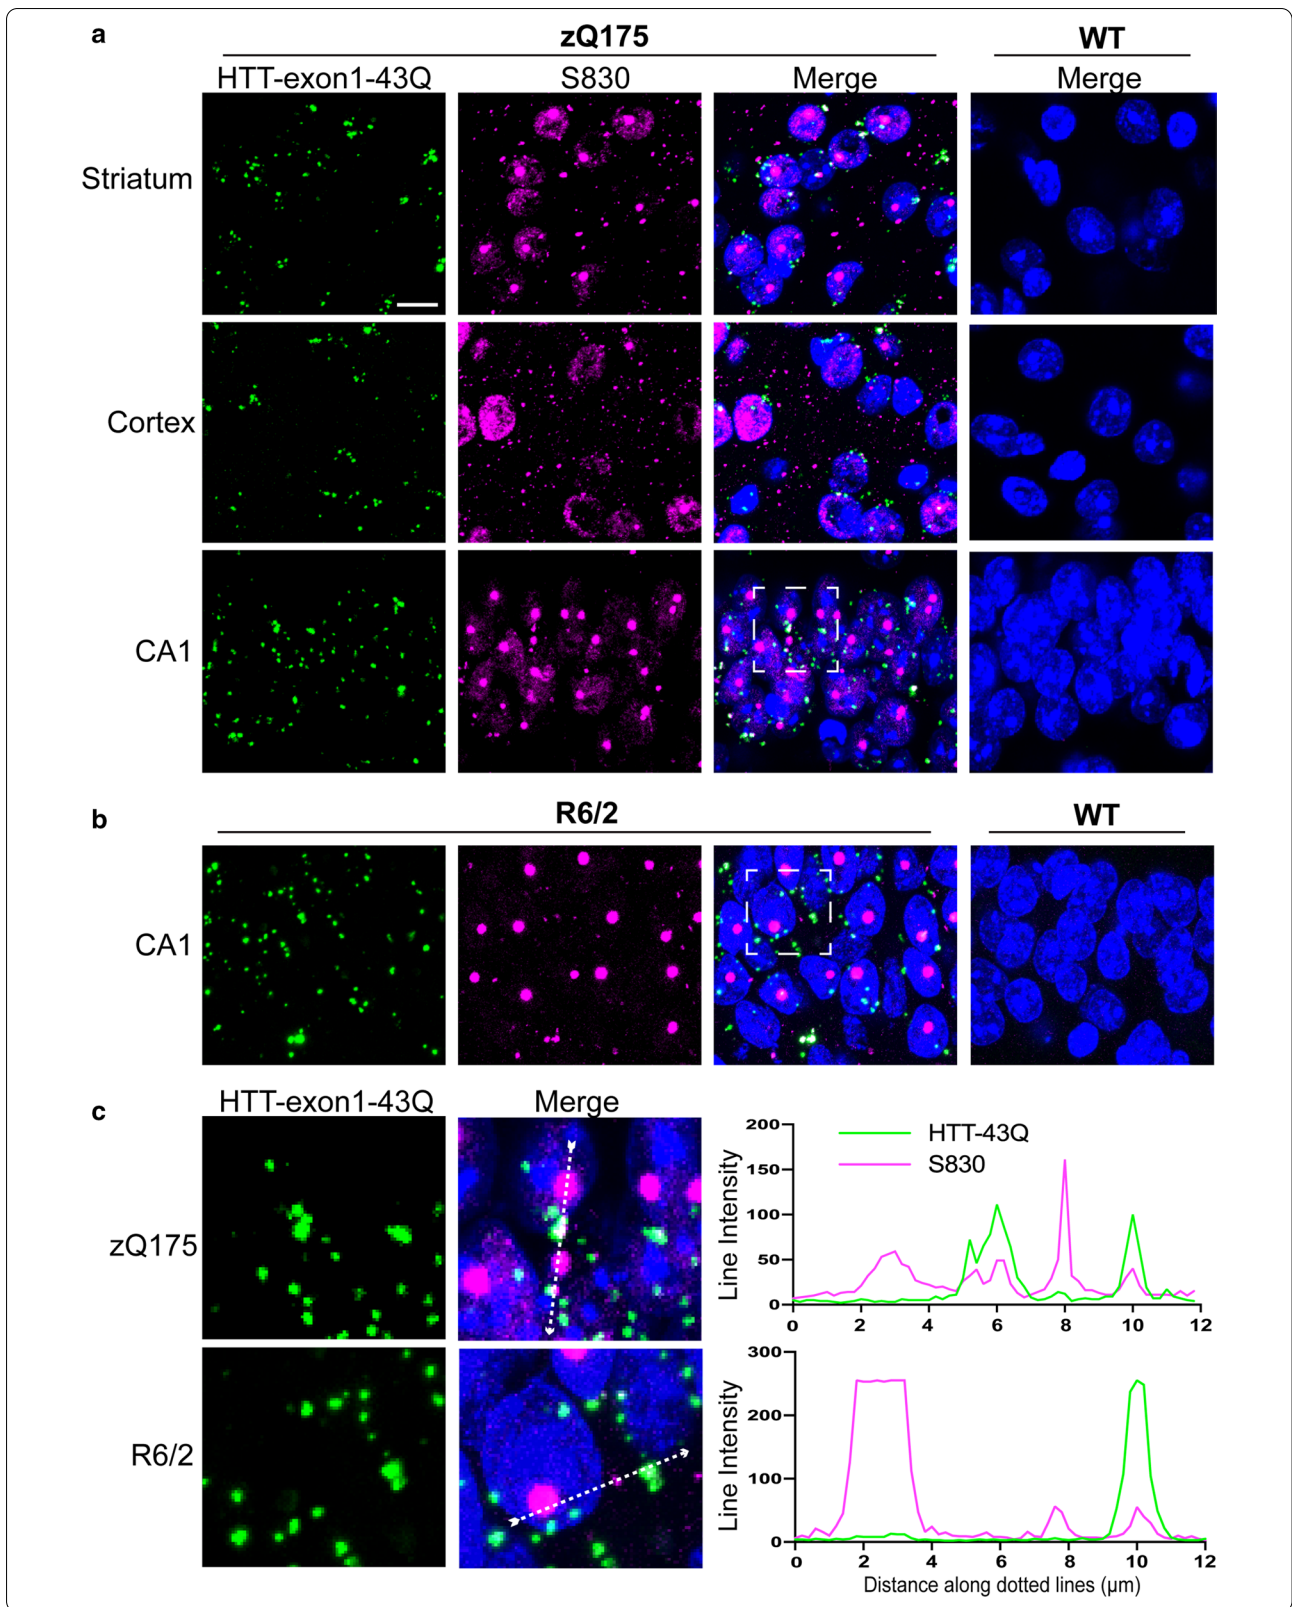 a
zQ175
WT
HTT-exon1-43Q
S830
Merge
Merge
Striatum
Cortex
CA1
b
R6/2
WT
CA1
c
HTT-exon1-43Q
Merge
zQ175
R6/2
Line Intensity
200
150
100
50
0
HTT-43Q
S830
0 2 4 6 8 10 12
Line Intensity
300
200
100
0
0 2 4 6 8 10 12
Distance along dotted lines (µm)